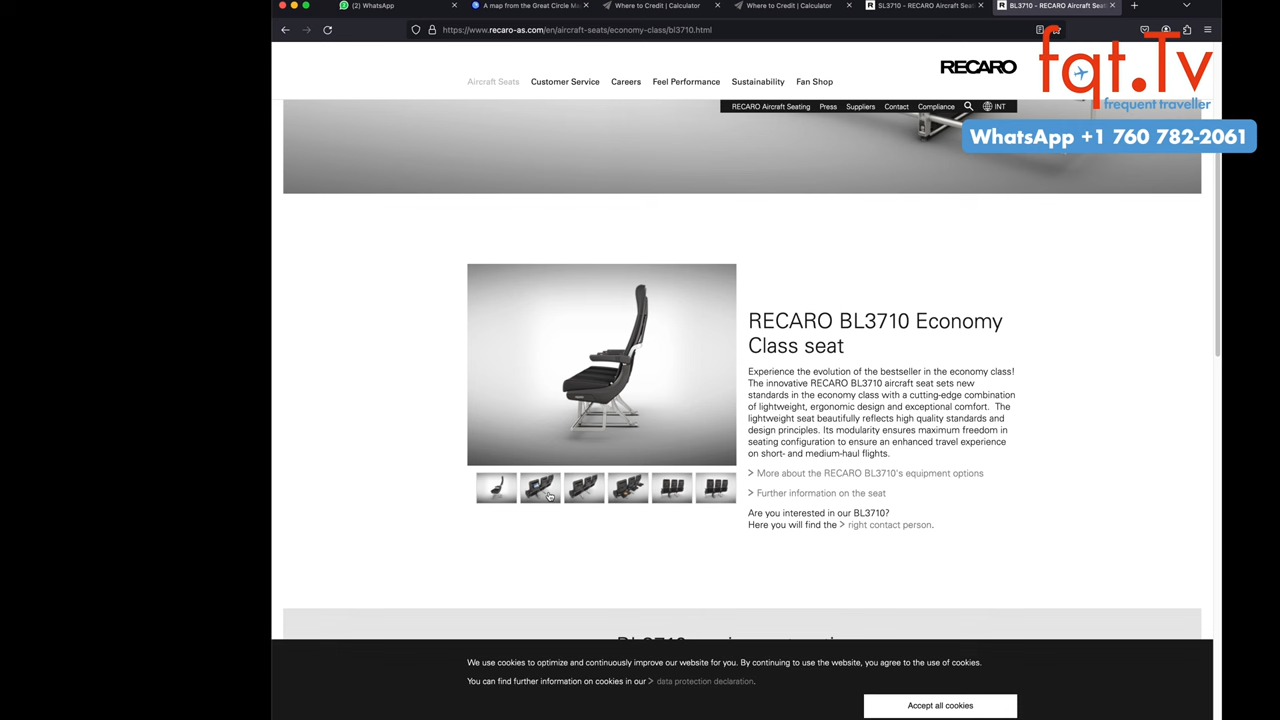 (2) WhatsApp
A map from the Great Circle M
Where to Credit | Calculator
Where to Credit | Calculator
SL3710 - RECARO Aircraft Sea
BL3710 - RECARO Aircraft Sea
https://www.recaro-as.com/en/aircraft-seats/economy-class/bl3710.html
fqt.Tv
frequent traveller
WhatsApp +1 760 782-2061
RECARO
Aircraft Seats Customer Service Careers Feel Performance Sustainability Fan Shop
RECARO Aircraft Seating Press Suppliers Contact Compliance INT
RECARO BL3710 Economy
Class seat
Experience the evolution of the bestseller in the economy class!
The innovative RECARO BL3710 aircraft seat sets new
standards in the economy class with a cutting-edge combination
of lightweight, ergonomic design and exceptional comfort. The
lightweight seat beautifully reflects high quality standards and
design principles. Its modularity ensures maximum freedom in
seating configuration to ensure an enhanced travel experience
on short- and medium-haul flights.
> More about the RECARO BL3710's equipment options
> Further information on the seat
Are you interested in our BL3710?
Here you will find the > right contact person.
We use cookies to optimize and continuously improve our website for you. By continuing to use the website, you agree to the use of cookies.
You can find further information on cookies in our > data protection declaration.
Accept all cookies